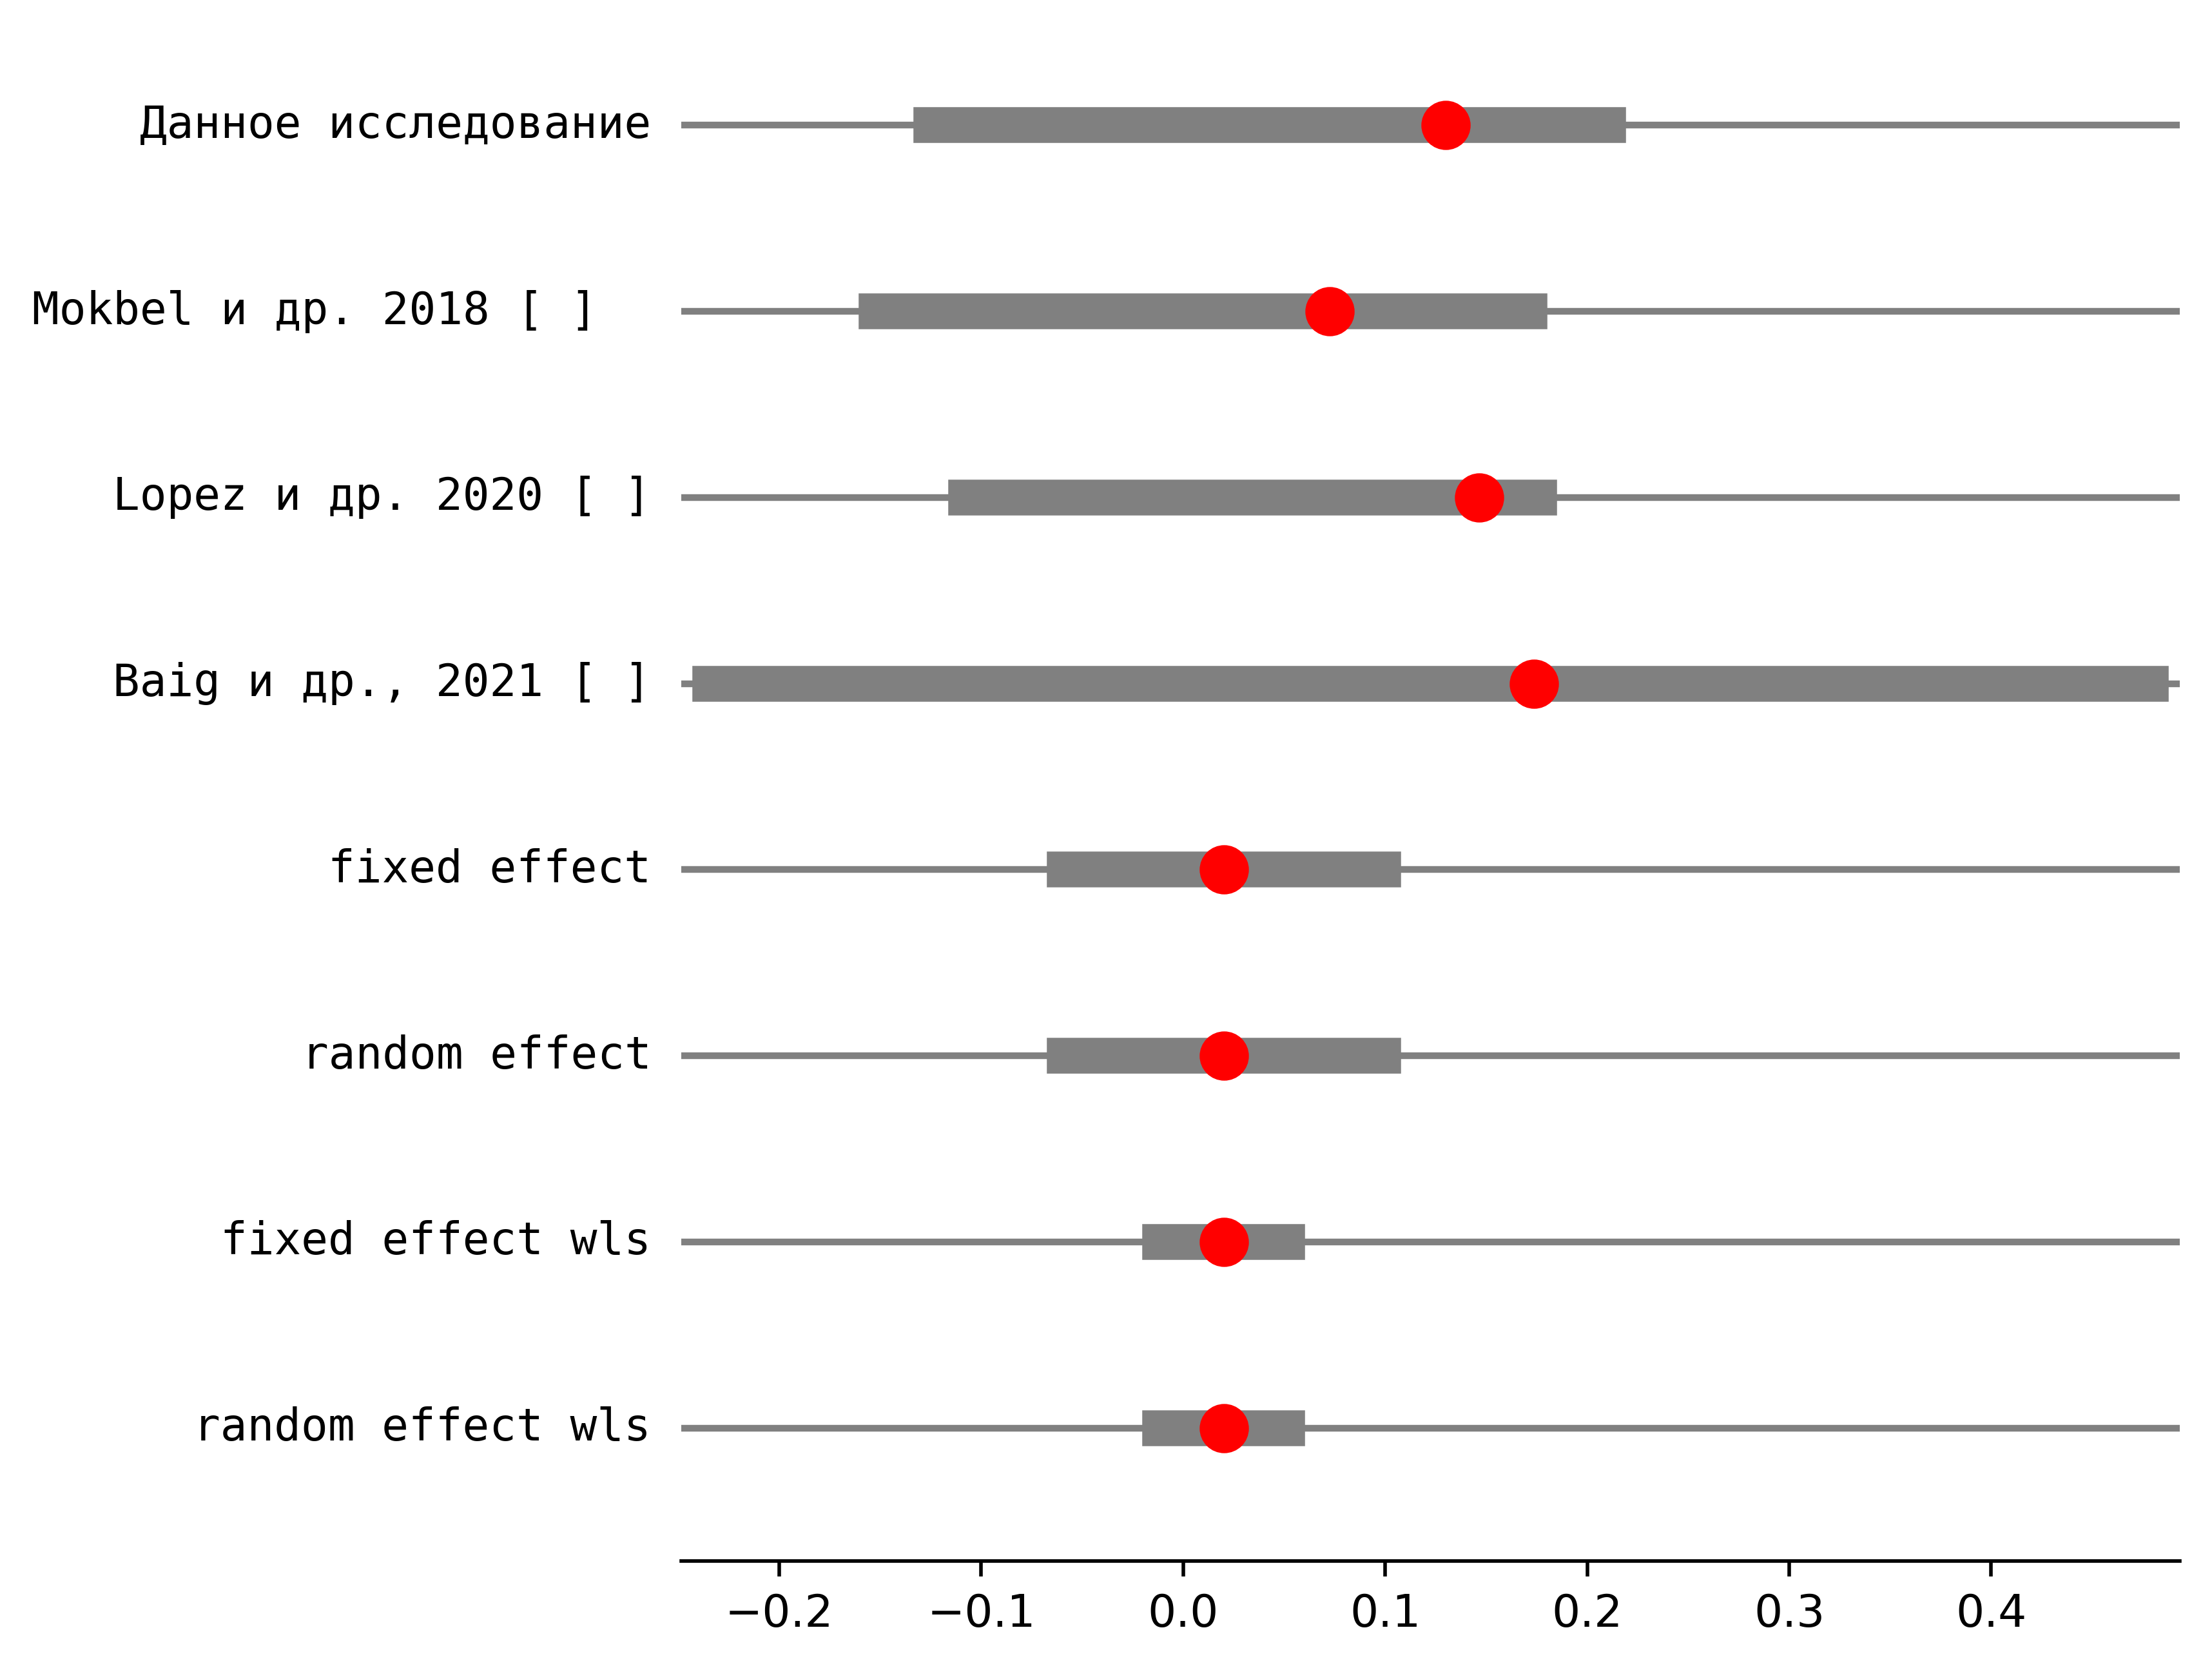 Данное исследование
Mokbel и др. 2018 [ ]
Lopez и др. 2020 [ ]
Baig и др., 2021 [ ]
fixed effect
random effect
fixed effect wls
random effect wls
−0.2 −0.1 0.0 0.1 0.2 0.3 0.4